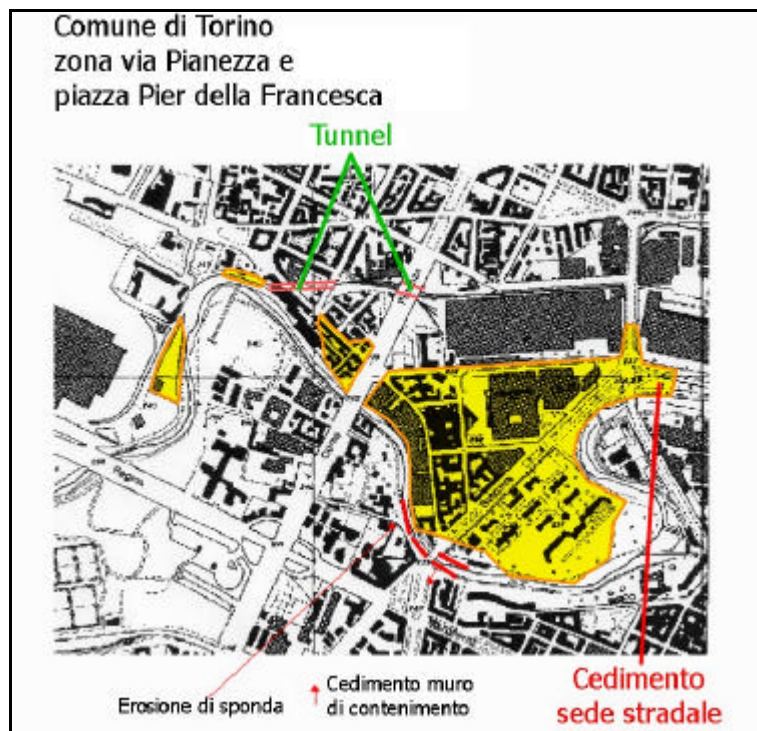 Comune di Torino
zona via Pianezza e
piazza Pier della Francesca
Tunnel
Erosione di sponda
Cedimento muro
di contenimento
Cedimento
sede stradale